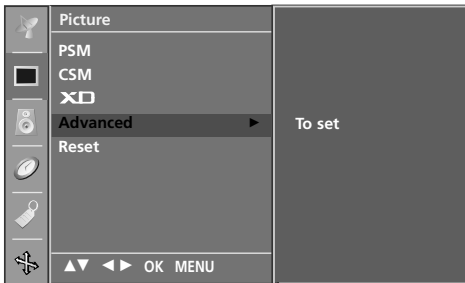 Picture
PSM
CSM
XD
Advanced ► To set
Reset
▲▼ ◄► OK MENU